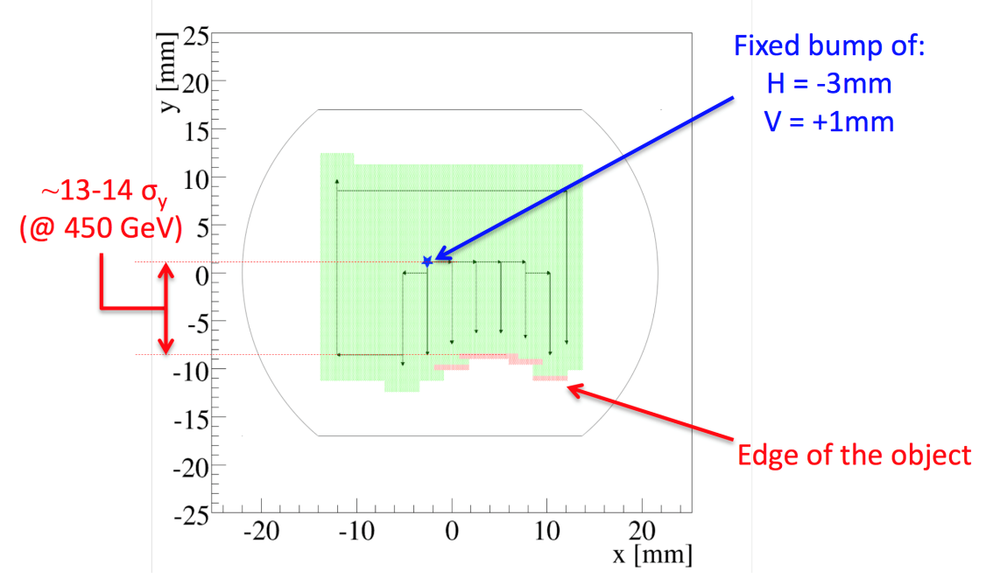 Fixed bump of:
H = -3mm
V = +1mm
~13-14 σy
(@ 450 GeV)
Edge of the object
y [mm]
25
20
15
10
5
0
-5
-10
-15
-20
-25
-20 -10 0 10 20
x [mm]